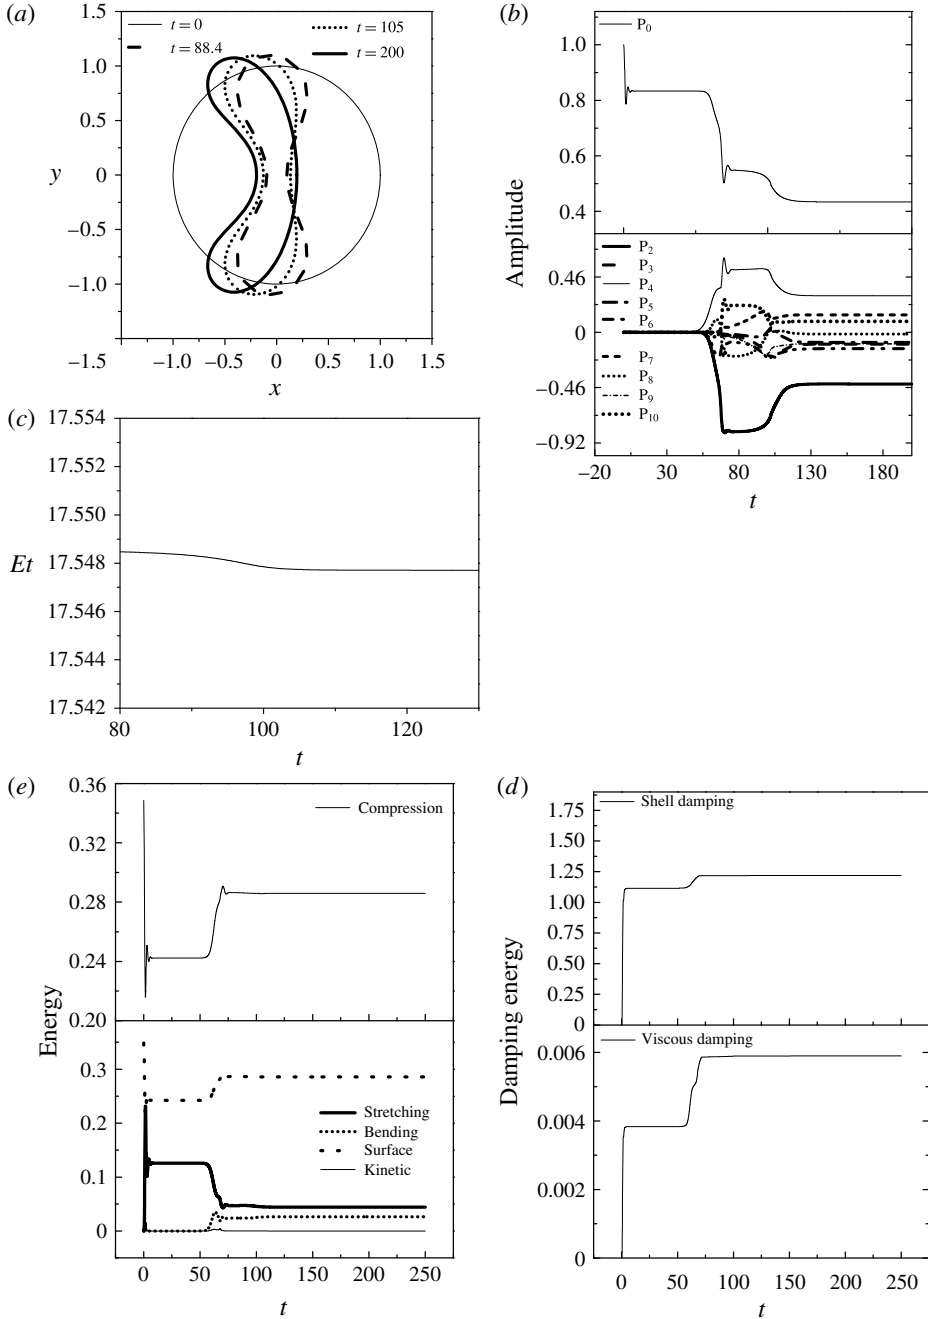 (a)
1.5
1.0
0.5
y
0
−0.5
−1.0
−1.5
−1.0
−0.5
0
0.5
1.0
1.5
x
t = 0
t = 88.4
t = 105
t = 200
(b)
P0
1.0
0.8
0.6
0.4
Amplitude
P2
P3
P4
P5
P6
P7
P8
P9
P10
0.46
0
−0.46
−0.92
−20
30
80
130
180
t
(c)
17.554
17.552
17.550
Et
17.548
17.546
17.544
17.542
80
100
120
t
(e)
0.36
0.32
0.28
0.24
0.20
Compression
Energy
0.3
0.2
0.1
0
Stretching
Bending
Surface
Kinetic
0
50
100
150
200
250
t
(d)
Shell damping
1.75
1.50
1.25
1.00
0.75
0.50
0.25
0
Damping energy
Viscous damping
0.006
0.004
0.002
0
0
50
100
150
200
250
t